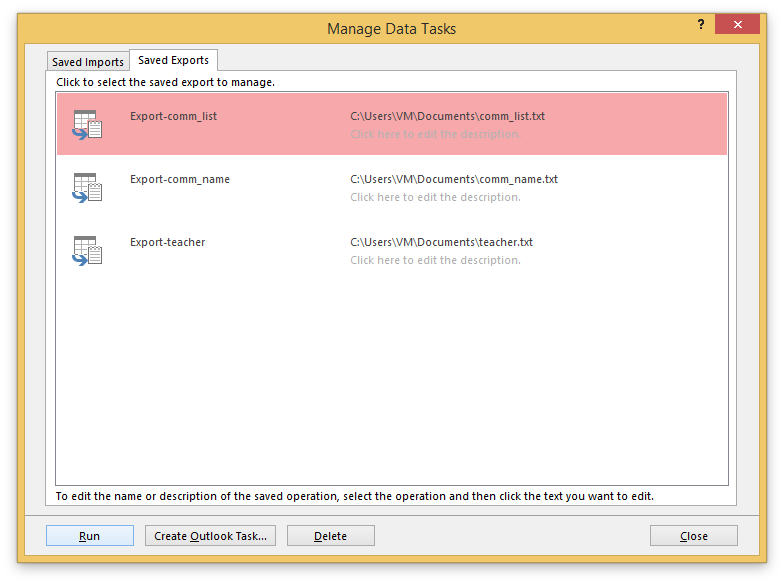 Manage Data Tasks
?
Saved Imports
Saved Exports
Click to select the saved export to manage.
Export-comm_list
C:\Users\VM\Documents\comm_list.txt
Click here to edit the description.
Export-comm_name
C:\Users\VM\Documents\comm_name.txt
Click here to edit the description.
Export-teacher
C:\Users\VM\Documents\teacher.txt
Click here to edit the description.
To edit the name or description of the saved operation, select the operation and then click the text you want to edit.
Run
Create Outlook Task...
Delete
Close